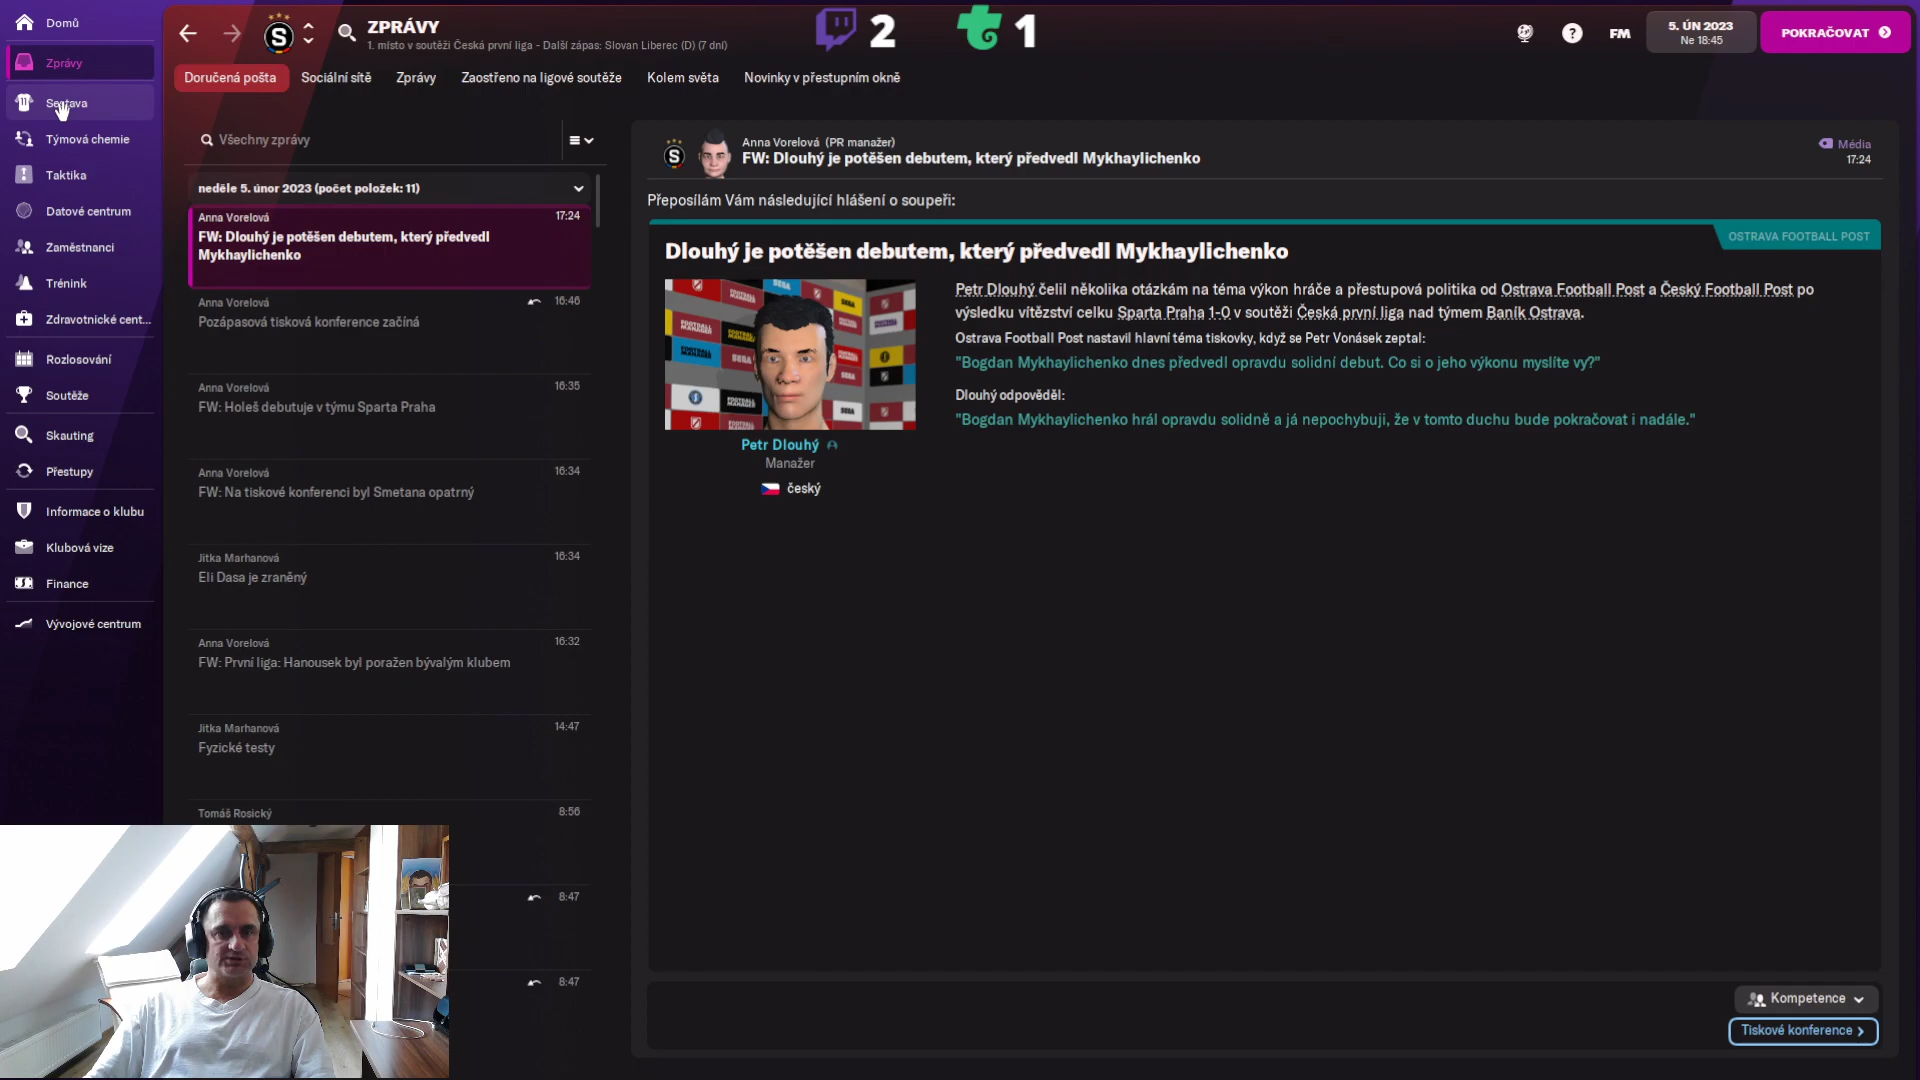 Domů
Zprávy
Sestava
Týmová chemie
Taktika
Datové centrum
Zaměstnanci
Trénink
Zdravotnické cent...
Rozlosování
Soutěže
Skauting
Přestupy
Informace o klubu
Klubová vize
Finance
Vývojové centrum
S
ZPRÁVY
1. místo v soutěži Česká první liga - Další zápas: Slovan Liberec (D) (7 dní)
2
1
FM
5. ÚN 2023
Ne 18:45
POKRAČOVAT
Doručená pošta
Sociální sítě
Zprávy
Zaostřeno na ligové soutěže
Kolem světa
Novinky v přestupním okně
Všechny zprávy
neděle 5. únor 2023 (počet položek: 11)
Anna Vorelová 17:24
FW: Dlouhý je potěšen debutem, který předvedl
Mykhaylichenko
Anna Vorelová 16:46
Pozápasová tisková konference začíná
Anna Vorelová 16:35
FW: Holeš debutuje v týmu Sparta Praha
Anna Vorelová 16:34
FW: Na tiskové konferenci byl Smetana opatrný
Jitka Marhanová 16:34
Eli Dasa je zraněný
Anna Vorelová 16:32
FW: První liga: Hanousek byl poražen bývalým klubem
Jitka Marhanová 14:47
Fyzické testy
Tomáš Rosický 8:56
8:47
8:47
S
Anna Vorelová (PR manažer)
FW: Dlouhý je potěšen debutem, který předvedl Mykhaylichenko
Média
17:24
Přeposílám Vám následující hlášení o soupeři:
OSTRAVA FOOTBALL POST
Dlouhý je potěšen debutem, který předvedl Mykhaylichenko
Petr Dlouhý čelil několika otázkám na téma výkon hráče a přestupová politika od Ostrava Football Post a Český Football Post po
výsledku vítězství celku Sparta Praha 1-0 v soutěži Česká první liga nad týmem Baník Ostrava.
Ostrava Football Post nastavil hlavní téma tiskovky, když se Petr Vonásek zeptal:
"Bogdan Mykhaylichenko dnes předvedl opravdu solidní debut. Co si o jeho výkonu myslíte vy?"
Dlouhý odpověděl:
"Bogdan Mykhaylichenko hrál opravdu solidně a já nepochybuji, že v tomto duchu bude pokračovat i nadále."
Petr Dlouhý
Manažer
český
Kompetence
Tiskové konference